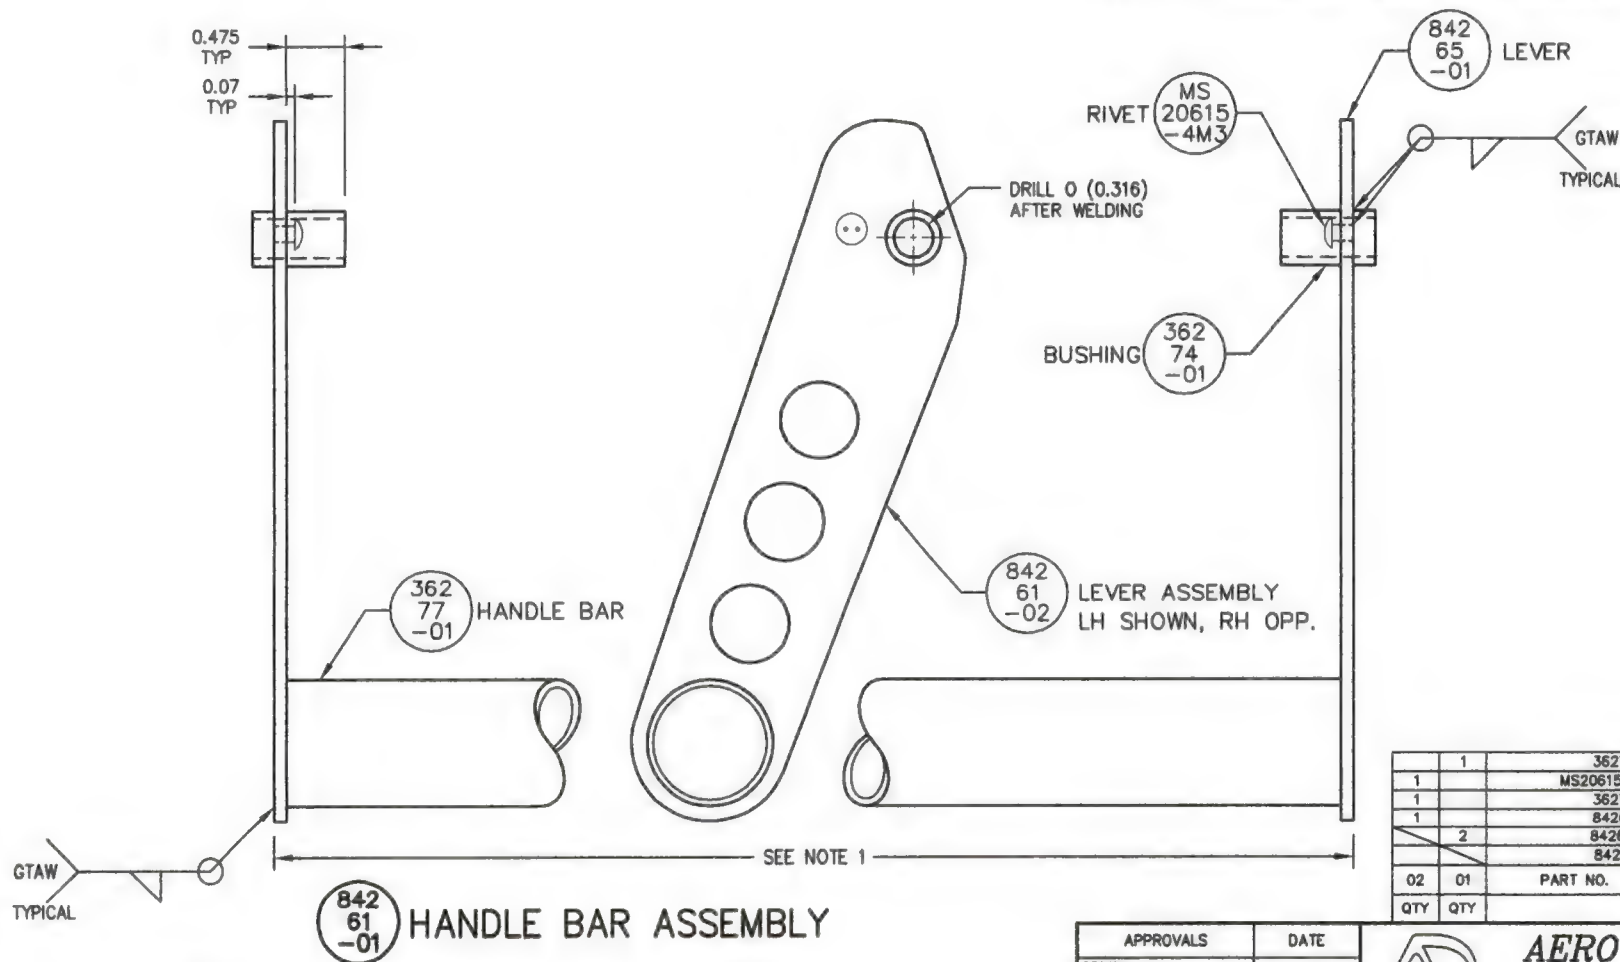 0.475
TYP
0.07
TYP
842
65
-01
LEVER
RIVET
MS
20615
-4M3
GTAW
TYPICAL
DRILL O (0.316)
AFTER WELDING
BUSHING
362
74
-01
362
77
-01
HANDLE BAR
842
61
-02
LEVER ASSEMBLY
LH SHOWN, RH OPP.
SEE NOTE 1
GTAW
TYPICAL
842
61
-01
HANDLE BAR ASSEMBLY
1 362
1 MS20615
1 362
1 842
2 842
842
02 01 PART NO.
QTY QTY
APPROVALS DATE
AERO